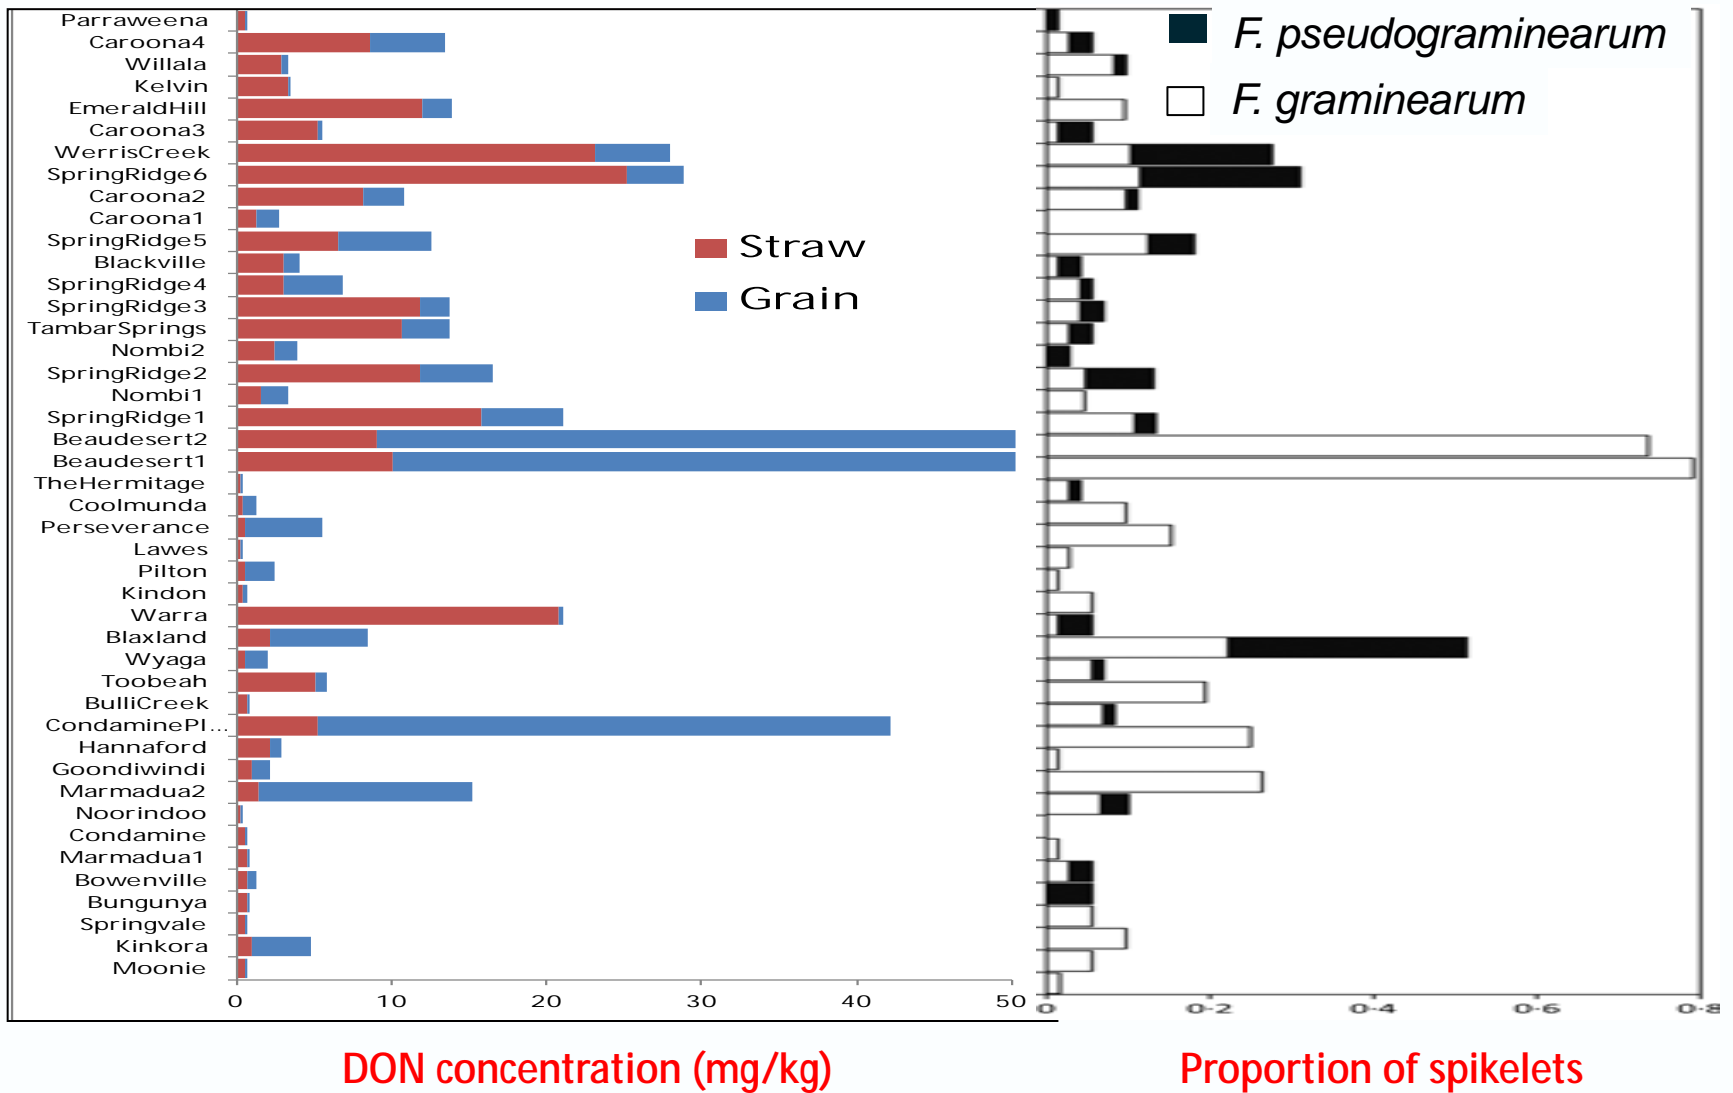 Parraweena
Caroona4
Willala
Kelvin
EmeraldHill
Caroona3
WerrisCreek
SpringRidge6
Caroona2
Caroona1
SpringRidge5
Blackville
SpringRidge4
SpringRidge3
TambarSprings
Nombi2
SpringRidge2
Nombi1
SpringRidge1
Beaudesert2
Beaudesert1
TheHermitage
Coolmunda
Perseverance
Lawes
Pilton
Kindon
Warra
Blaxland
Wyaga
Toobeah
BulliCreek
CondaminePl...
Hannaford
Goondiwindi
Marmadua2
Noorindoo
Condamine
Marmadua1
Bowenville
Bungunya
Springvale
Kinkora
Moonie
0 10 20 30 40 50
Straw
Grain
DON concentration (mg/kg)
F. pseudograminearum
F. graminearum
0 0·2 0·4 0·6 0·8
Proportion of spikelets